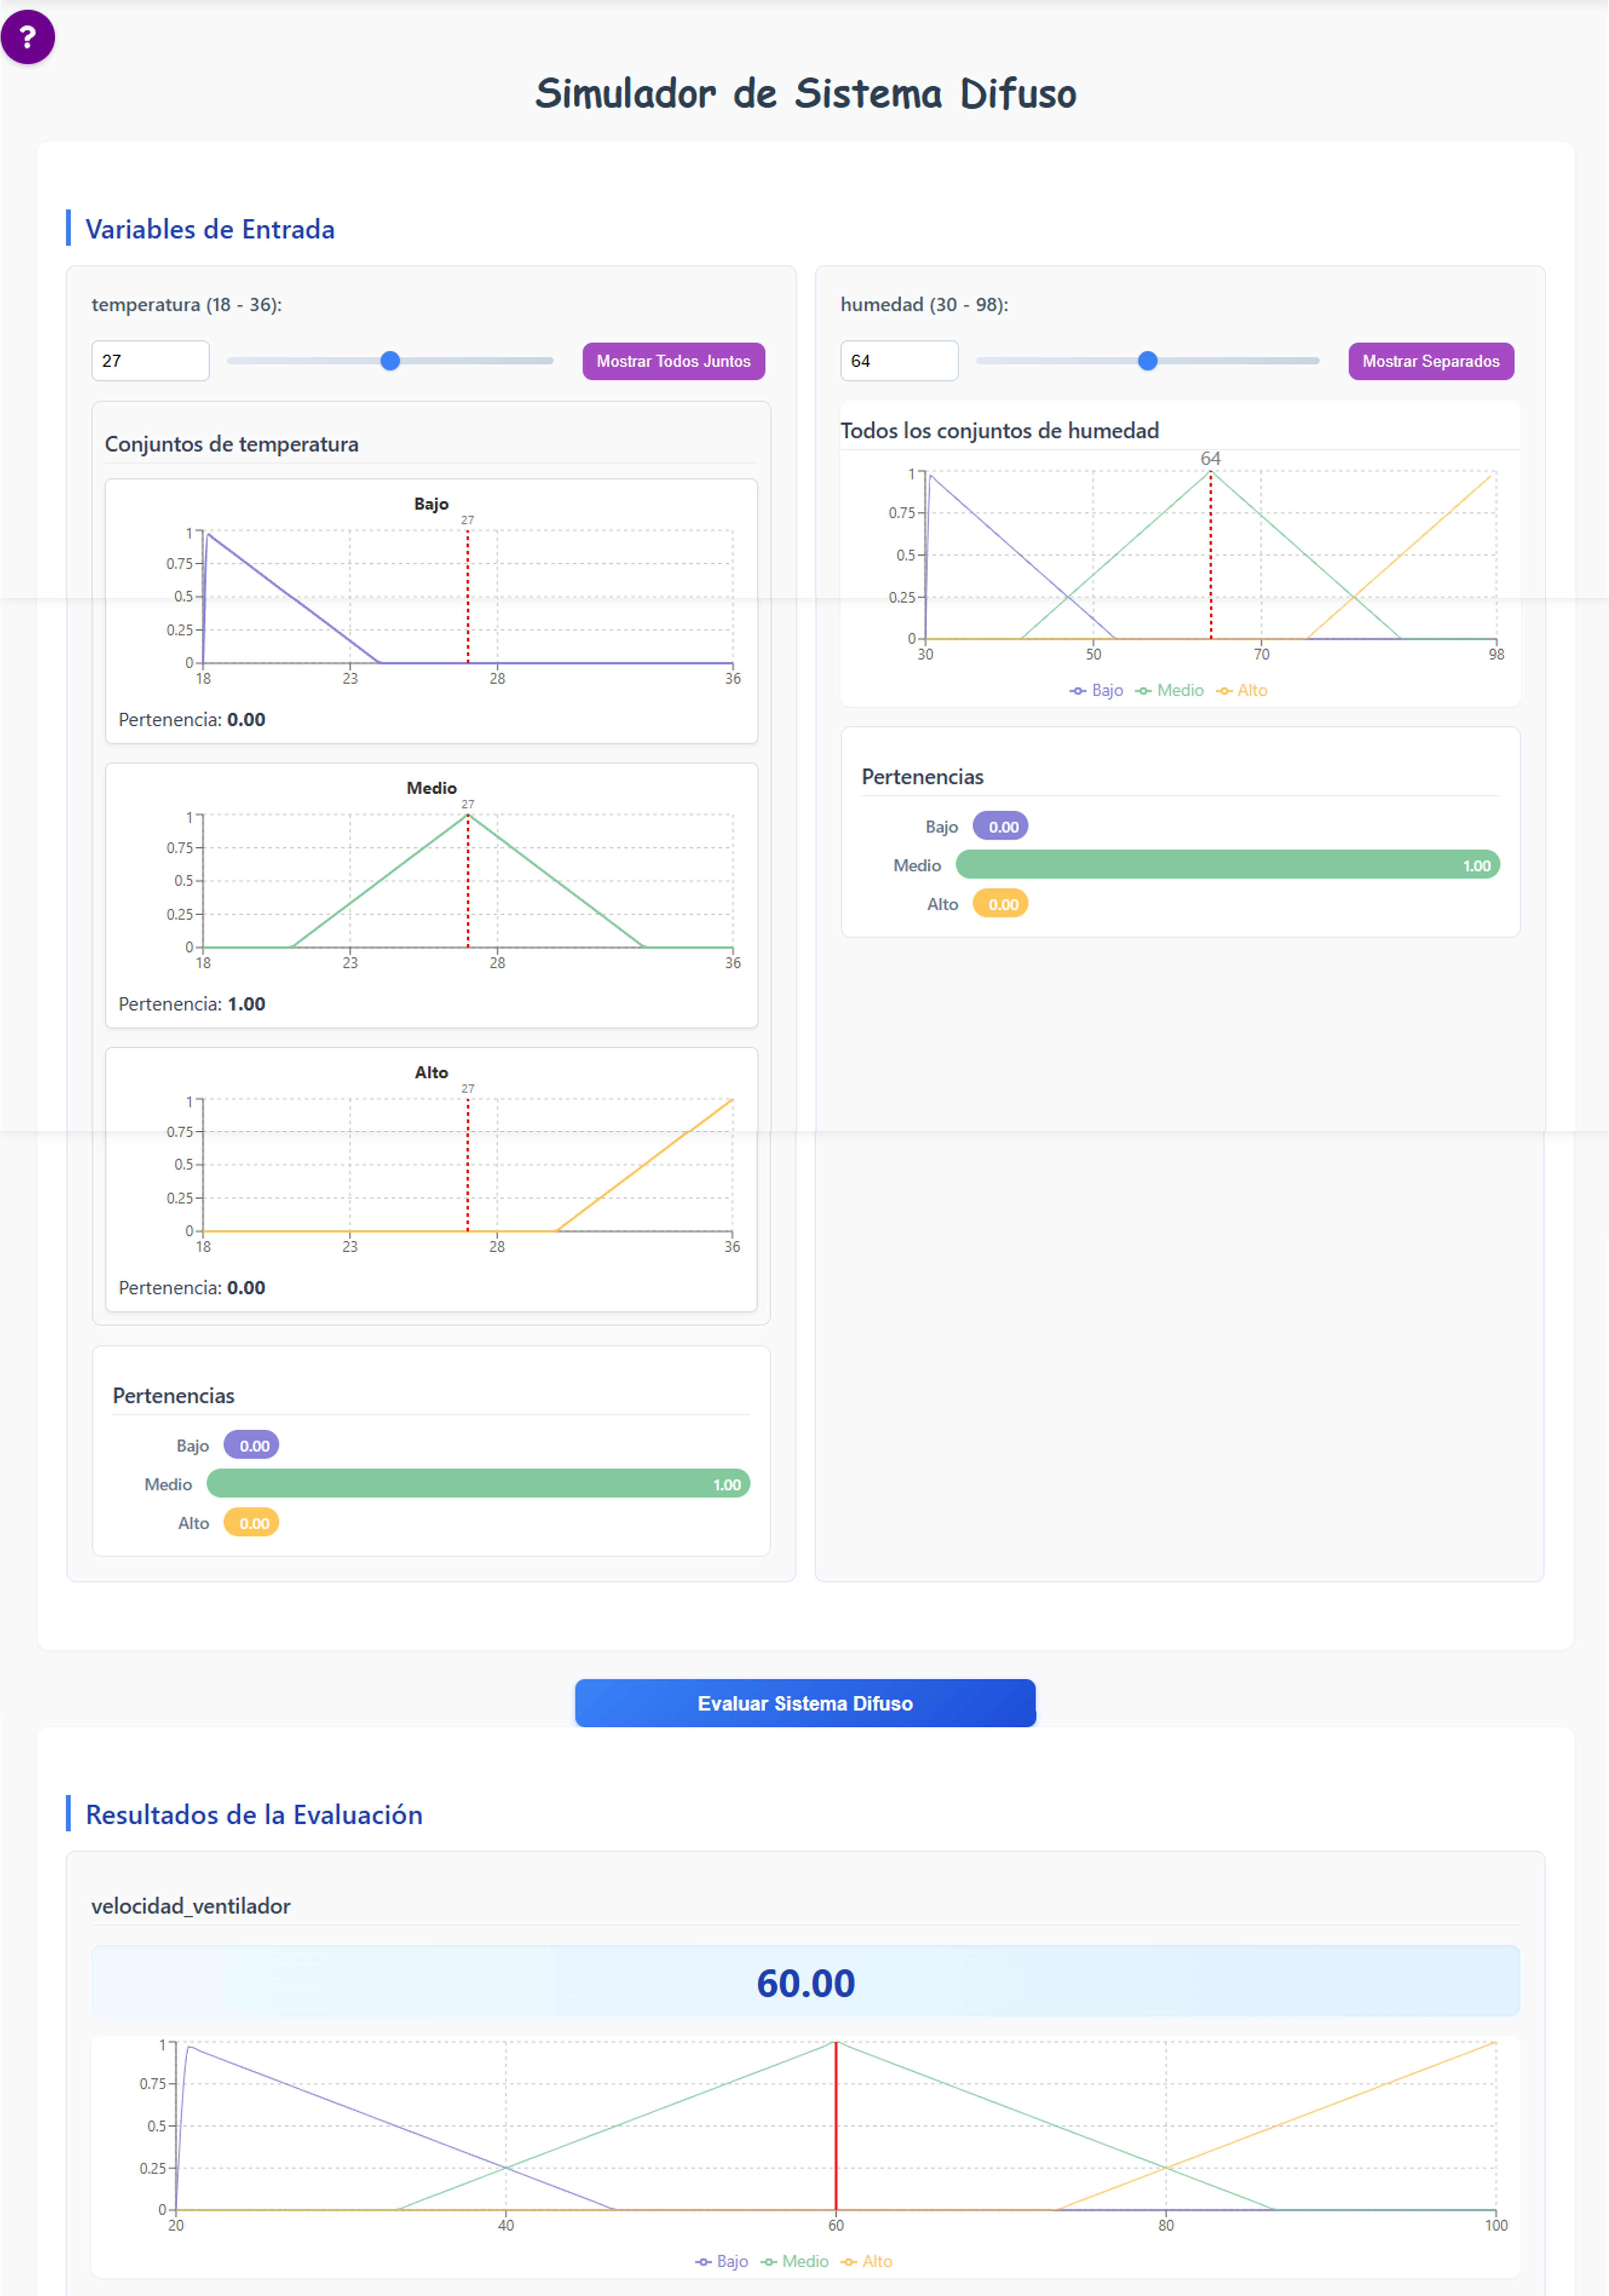 ?
Simulador de Sistema Difuso
Variables de Entrada
temperatura (18 - 36):
27
Mostrar Todos Juntos
Conjuntos de temperatura
Bajo
27
1
0.75
0.5
0.25
0
18 23 28 36
Pertenencia: 0.00
Medio
27
1
0.75
0.5
0.25
0
18 23 28 36
Pertenencia: 1.00
Alto
27
1
0.75
0.5
0.25
0
18 23 28 36
Pertenencia: 0.00
Pertenencias
Bajo 0.00
Medio 1.00
Alto 0.00
humedad (30 - 98):
64
Mostrar Separados
Todos los conjuntos de humedad
64
1
0.75
0.5
0.25
0
30 50 70 98
Bajo Medio Alto
Pertenencias
Bajo 0.00
Medio 1.00
Alto 0.00
Evaluar Sistema Difuso
Resultados de la Evaluación
velocidad_ventilador
60.00
1
0.75
0.5
0.25
0
20 40 60 80 100
Bajo Medio Alto